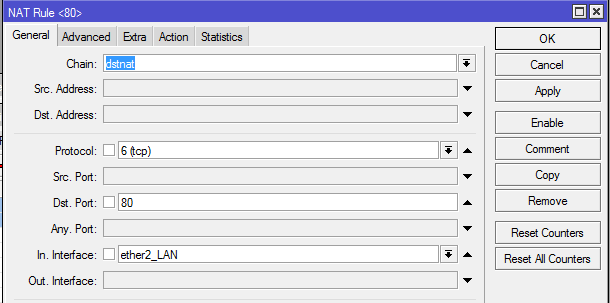 NAT Rule <80>
General Advanced Extra Action Statistics
Chain: dstnat
Src. Address:
Dst. Address:
Protocol: 6 (tcp)
Src. Port:
Dst. Port: 80
Any. Port:
In. Interface: ether2_LAN
Out. Interface:
OK
Cancel
Apply
Enable
Comment
Copy
Remove
Reset Counters
Reset All Counters